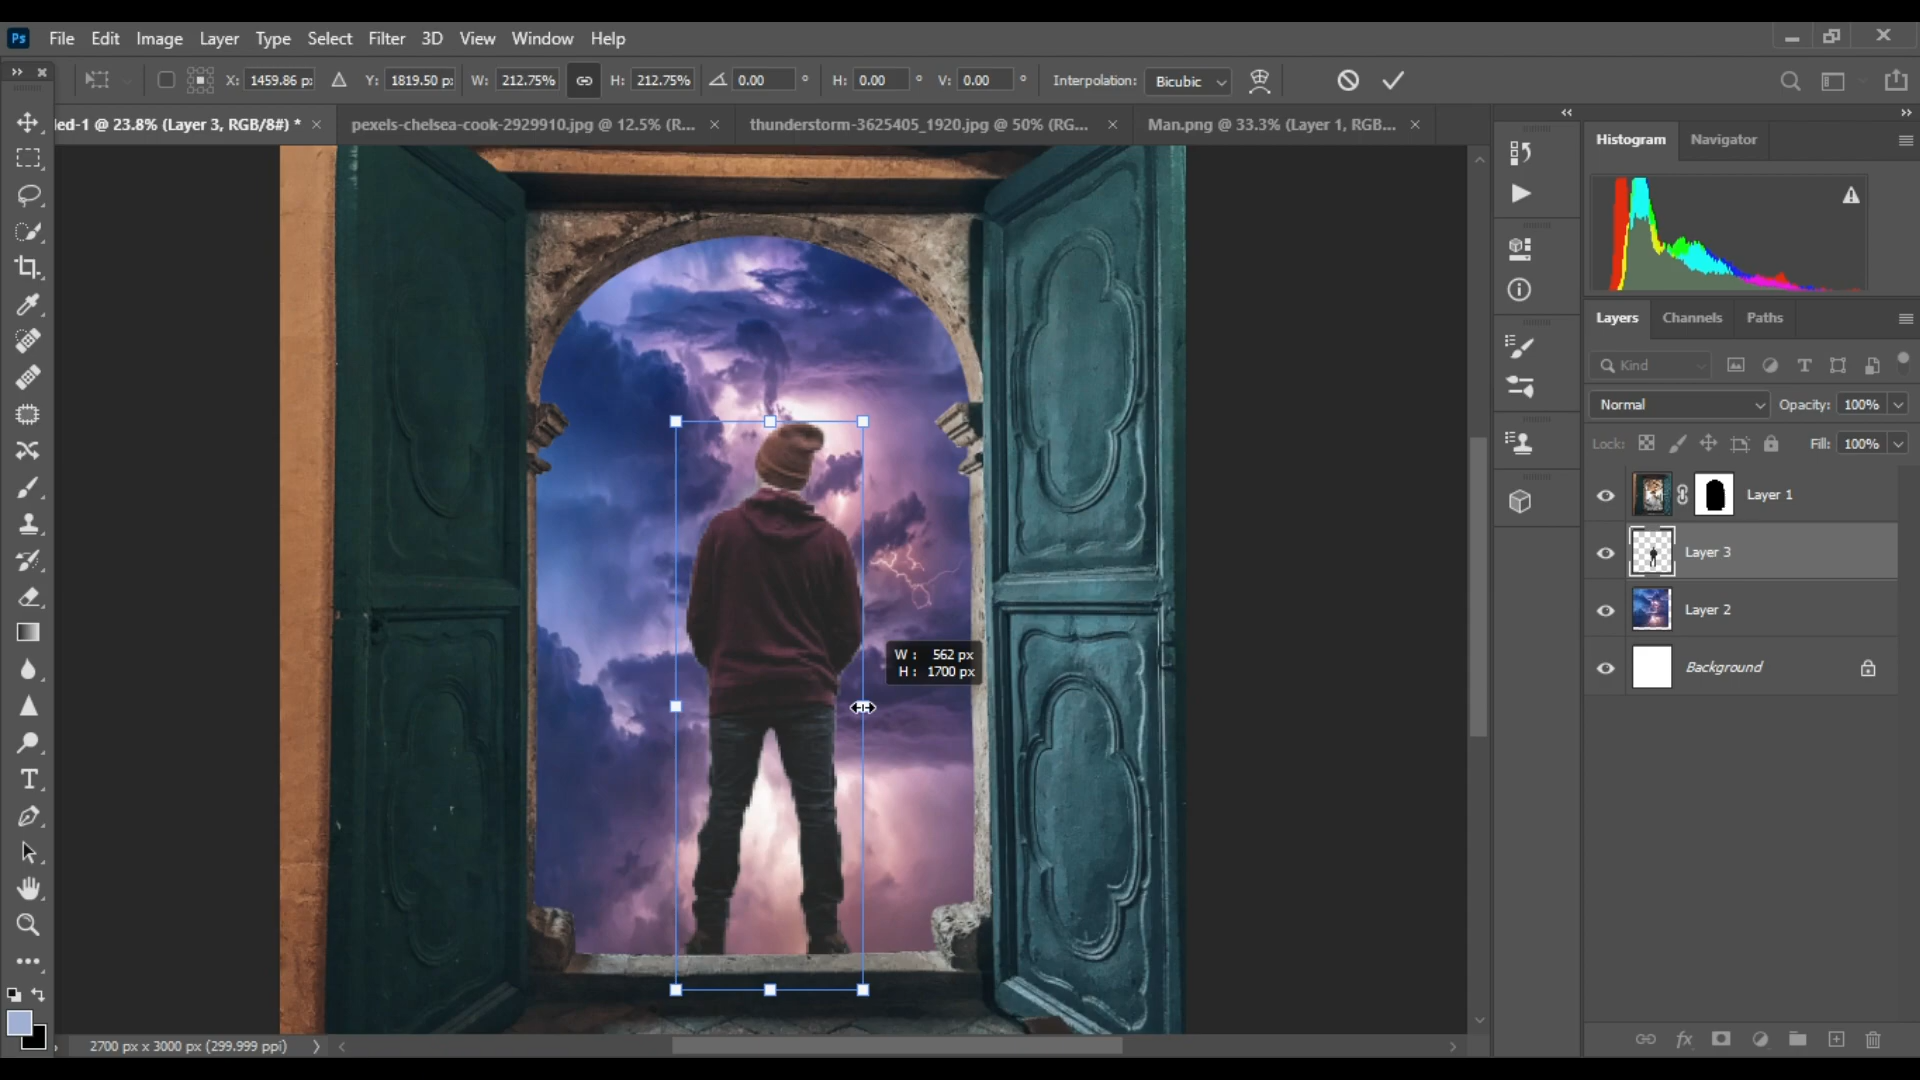 Ps File Edit Image Layer Type Select Filter 3D View Window Help
X: 1459.86 px Y: 1819.50 px W: 212.75% H: 212.75% 0.00 ° H: 0.00 ° V: 0.00 ° Interpolation: Bicubic
led-1 @ 23.8% (Layer 3, RGB/8#) * × pexels-chelsea-cook-2929910.jpg @ 12.5% (R... × thunderstorm-3625405_1920.jpg @ 50% (RG... × Man.png @ 33.3% (Layer 1, RGB... ×
Histogram Navigator
Layers Channels Paths
Kind
Normal Opacity: 100%
Lock: Fill: 100%
Layer 1
Layer 3
Layer 2
Background
W : 562 px
H : 1700 px
fx
2700 px x 3000 px (299.999 ppi)